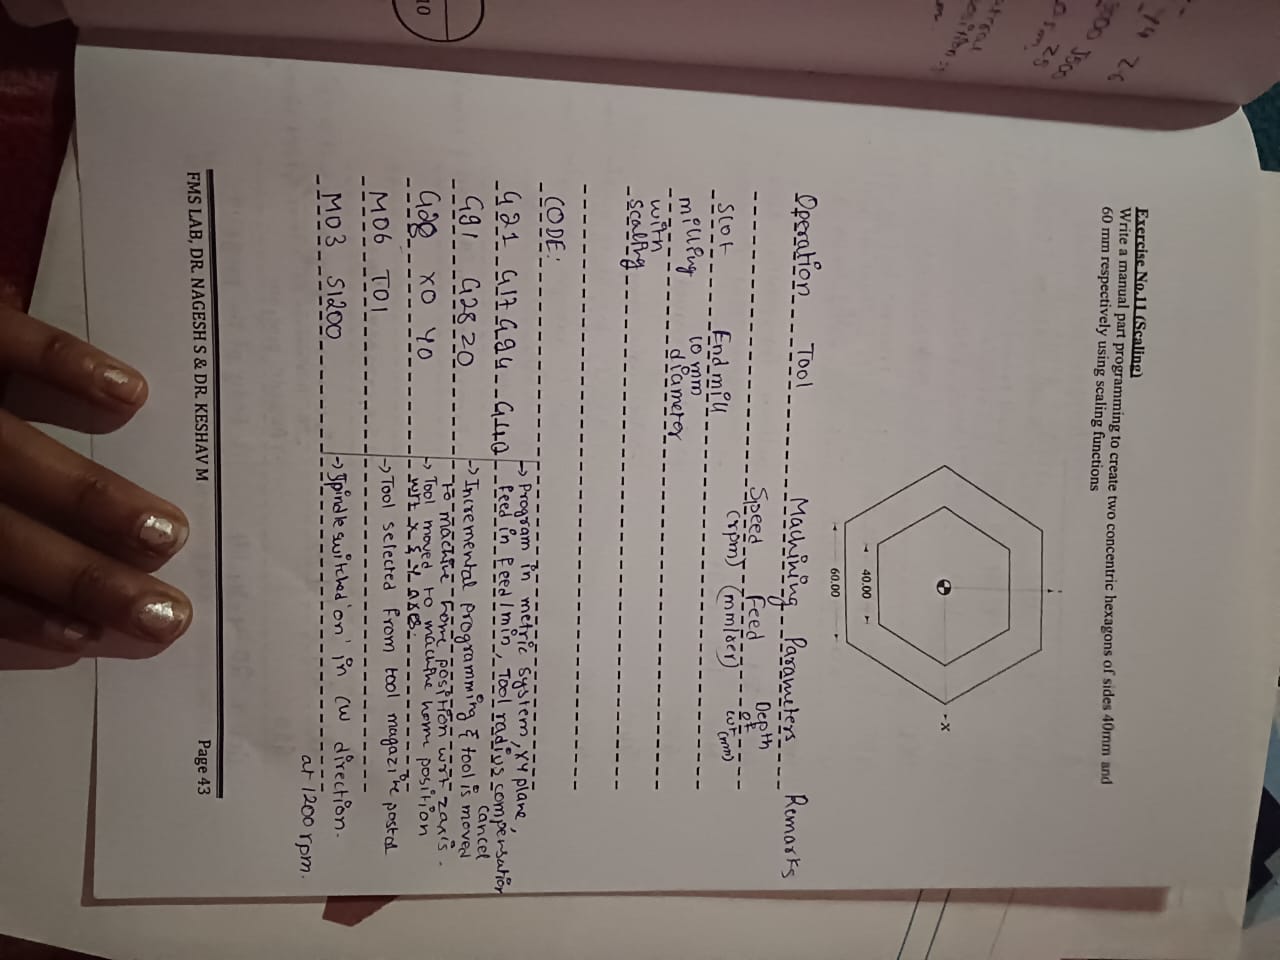 Y4 Z6
J500
Z5
Exercise No.11 (Scaling)
Write a manual part programming to create two concentric hexagons of sides 40mm and
60 mm respectively using scaling functions
-X
40.00
60.00
Operation Tool Machining Parameters Remarks
Speed Feed Depth
(rpm) (mm/sec) of
cut (mm)
Slot End mill
milling 10 mm
diameter
with
scaling
CODE:
G21 G17 G94 G40 → Program in metric system, XY plane,
feed in feed/min, Tool radius compensation
cancel
G91 G28 Z0 → Incremental programming & tool is moved
to machine home position wrt z axis.
G28 X0 Y0 → Tool moved to machine home position
wrt x & y axes.
M06 T01 → Tool selected from tool magazine
M03 S1200 → Spindle switched 'on' in CW direction.
at 1200 rpm.
10
FMS LAB, DR. NAGESH S & DR. KESHAV M Page 43